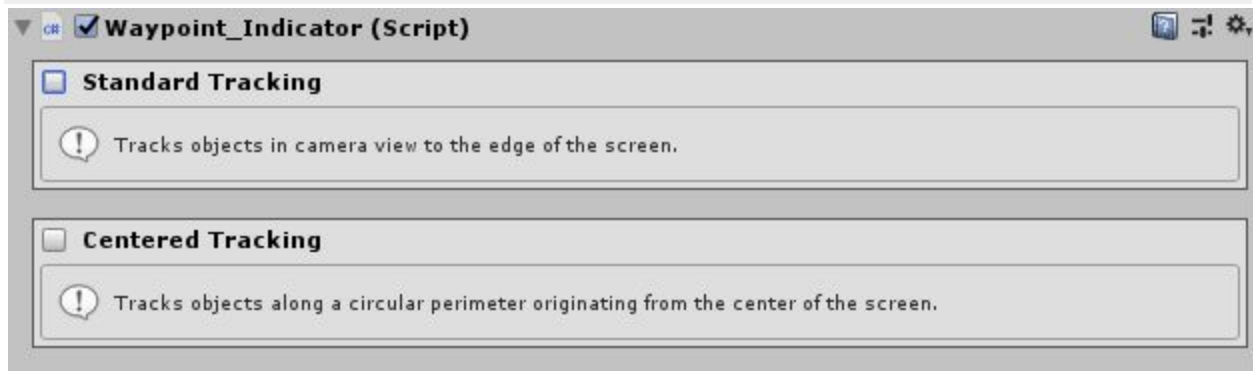 Waypoint_Indicator (Script)
Standard Tracking
Tracks objects in camera view to the edge of the screen.
Centered Tracking
Tracks objects along a circular perimeter originating from the center of the screen.